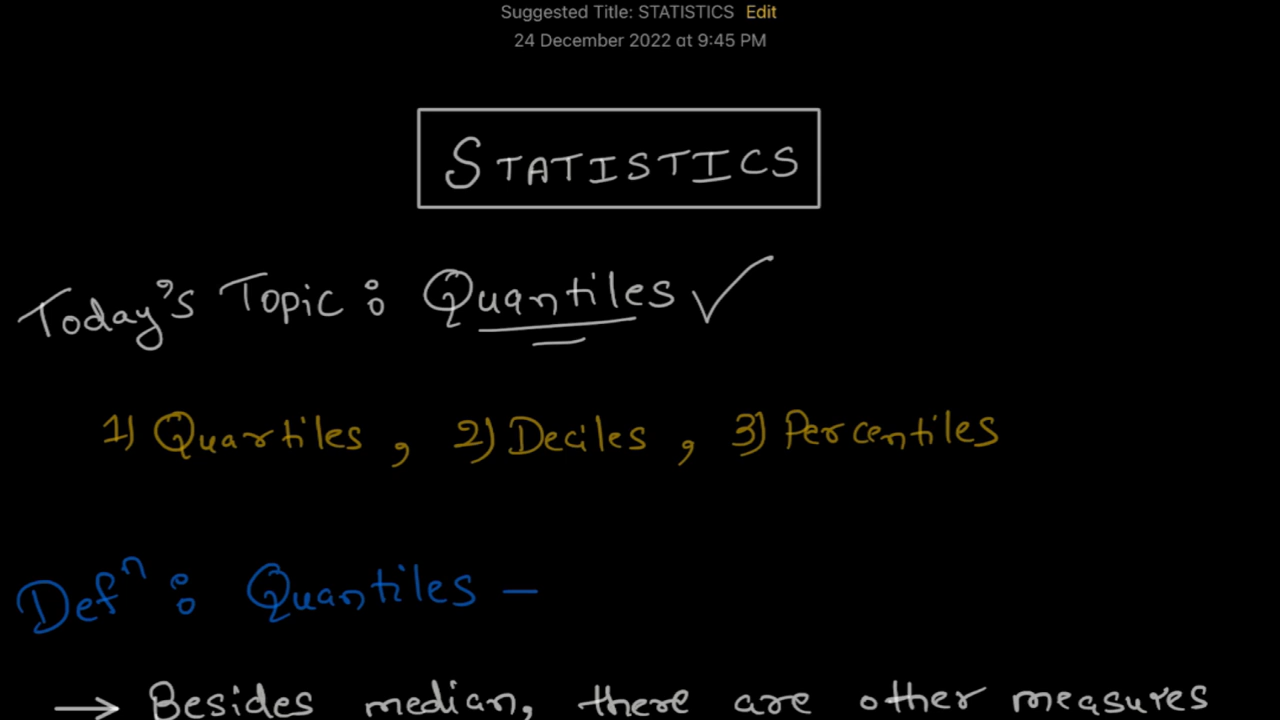 Suggested Title: STATISTICS Edit
24 December 2022 at 9:45 PM
STATISTICS
Today's Topic : Quantiles ✓
1) Quartiles , 2) Deciles , 3) Percentiles
Defⁿ : Quantiles —
→ Besides median, there are other measures